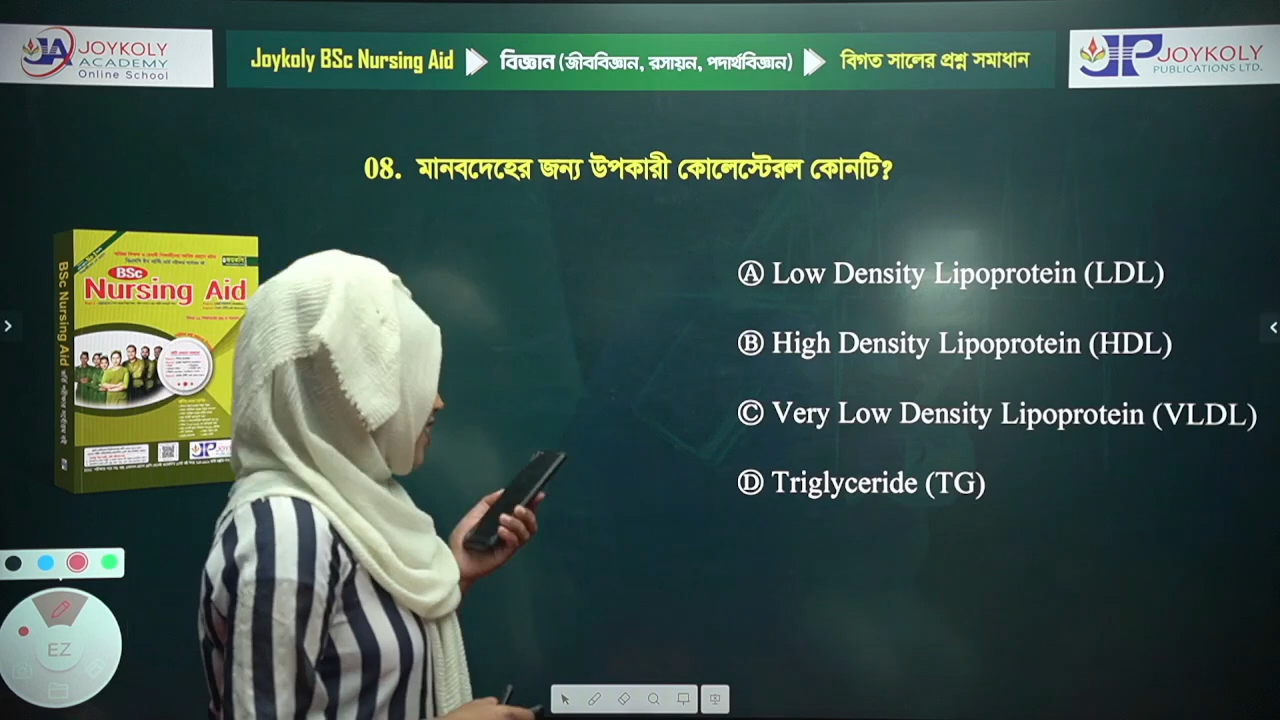 JA JOYKOLY
ACADEMY
Online School
Joykoly BSc Nursing Aid
বিজ্ঞান (জীববিজ্ঞান, রসায়ন, পদার্থবিজ্ঞান)
বিগত সালের প্রশ্ন সমাধান
JP JOYKOLY
PUBLICATIONS LTD.
08. মানবদেহের জন্য উপকারী কোলেস্টেরল কোনটি?
BSc
Nursing Aid
BSc Nursing Aid
Ⓐ Low Density Lipoprotein (LDL)
Ⓑ High Density Lipoprotein (HDL)
Ⓒ Very Low Density Lipoprotein (VLDL)
Ⓓ Triglyceride (TG)
EZ